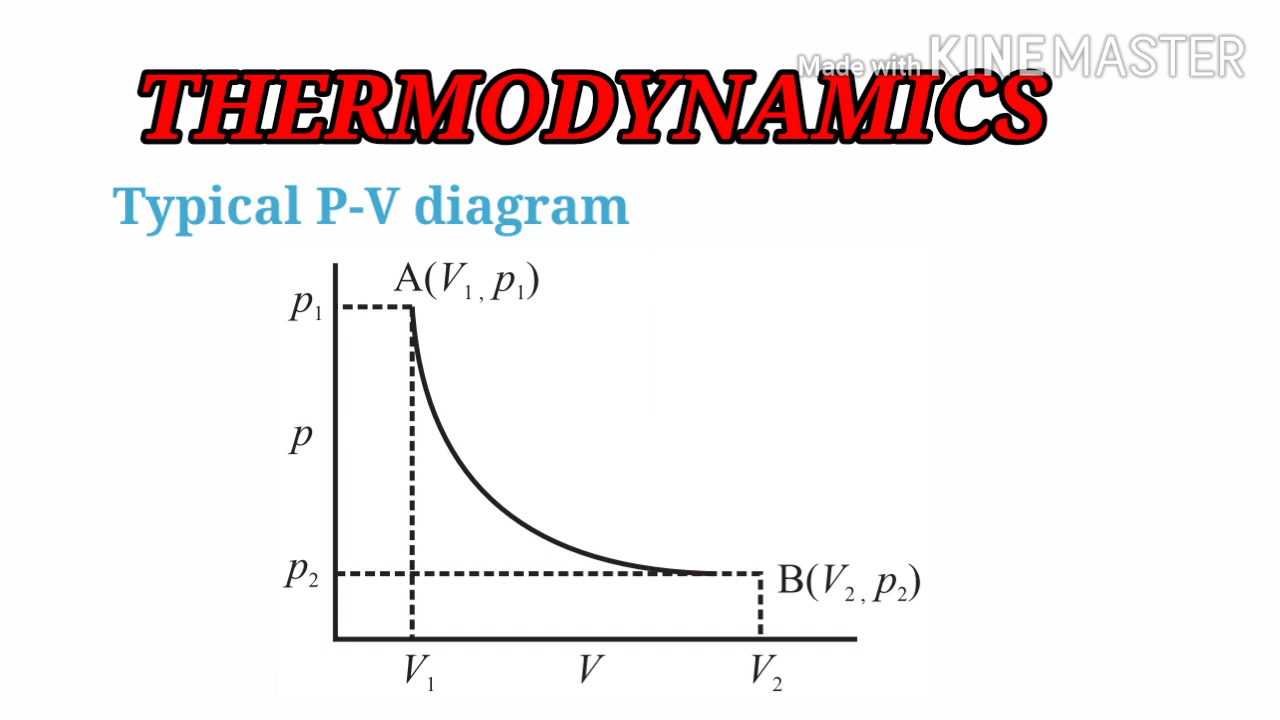 Made with KINEMASTER
THERMODYNAMICS
Typical P-V diagram
A(V₁, p₁)
p₁
p
p₂
B(V₂, p₂)
V₁ V V₂